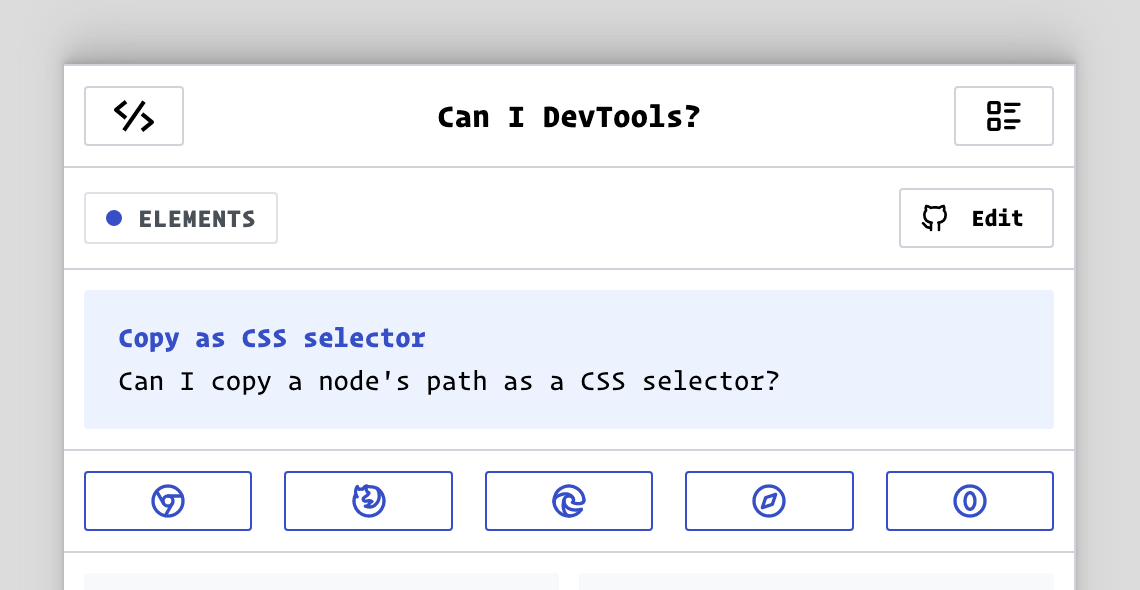 Can I DevTools?
ELEMENTS
Edit
Copy as CSS selector
Can I copy a node's path as a CSS selector?